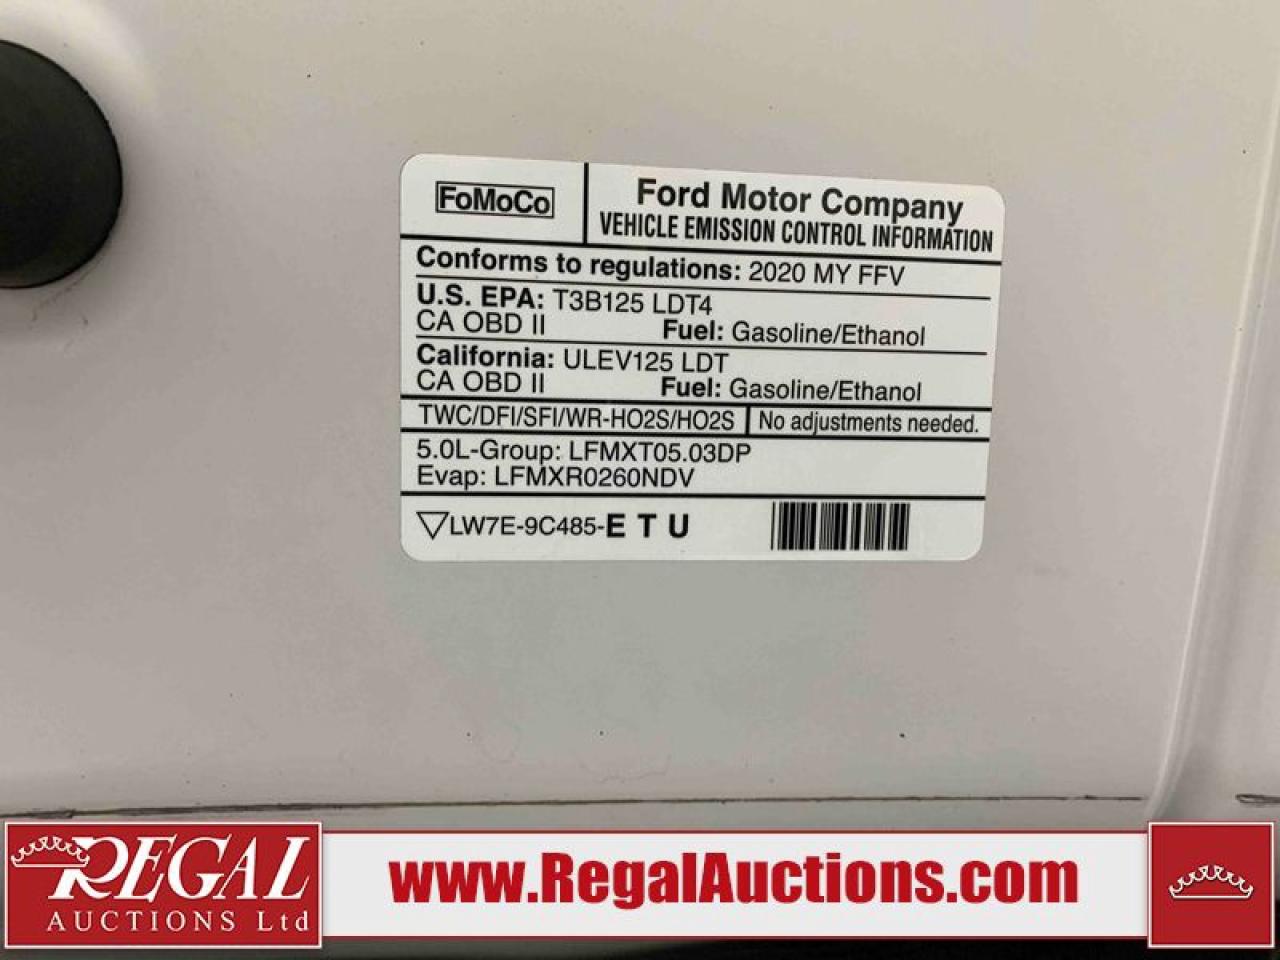 FoMoCo
Ford Motor Company
VEHICLE EMISSION CONTROL INFORMATION
Conforms to regulations: 2020 MY FFV
U.S. EPA: T3B125 LDT4
CA OBD II Fuel: Gasoline/Ethanol
California: ULEV125 LDT
CA OBD II Fuel: Gasoline/Ethanol
TWC/DFI/SFI/WR-HO2S/HO2S No adjustments needed.
5.0L-Group: LFMXT05.03DP
Evap: LFMXR0260NDV
LW7E-9C485-ETU
REGAL
AUCTIONS Ltd
www.RegalAuctions.com